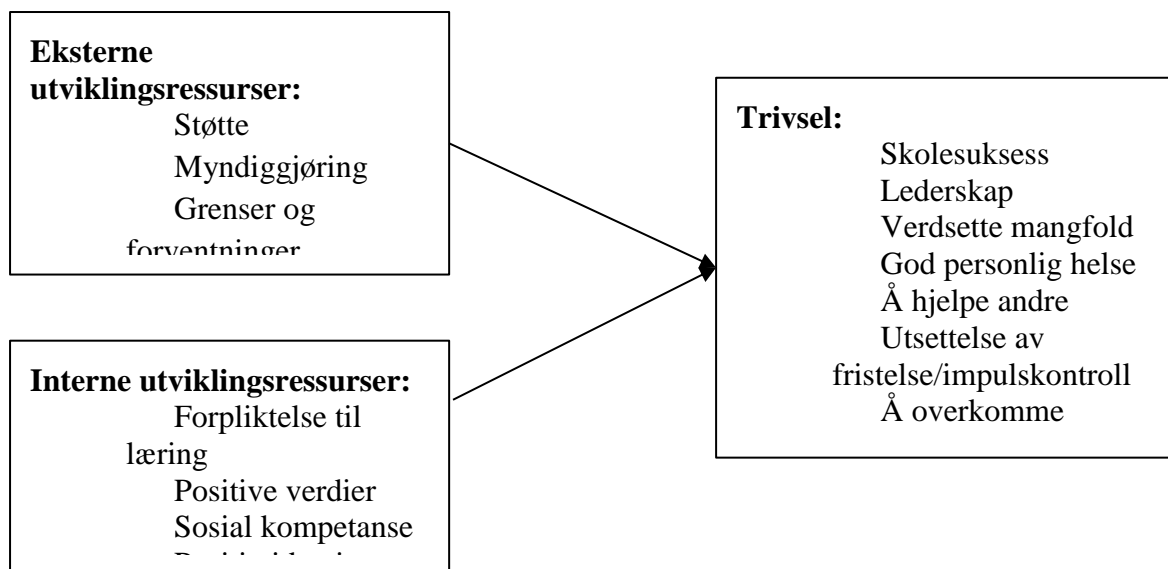 Eksterne
utviklingsressurser:
Støtte
Myndiggjøring
Grenser og
forventninger
Interne utviklingsressurser:
Forpliktelse til
læring
Positive verdier
Sosial kompetanse
Trivsel:
Skolesuksess
Lederskap
Verdsette mangfold
God personlig helse
Å hjelpe andre
Utsettelse av
fristelse/impulskontroll
Å overkomme